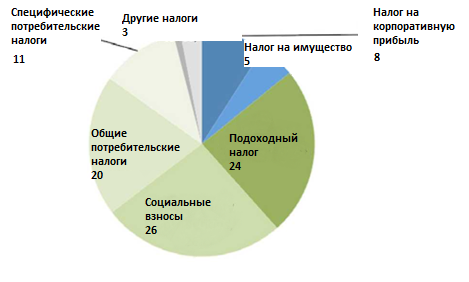 Специфические
потребительские
налоги
11
Другие налоги
3
Налог на
корпоративную
прибыль
8
Налог на имущество
5
Подоходный
налог
24
Социальные
взносы
26
Общие
потребительские
налоги
20